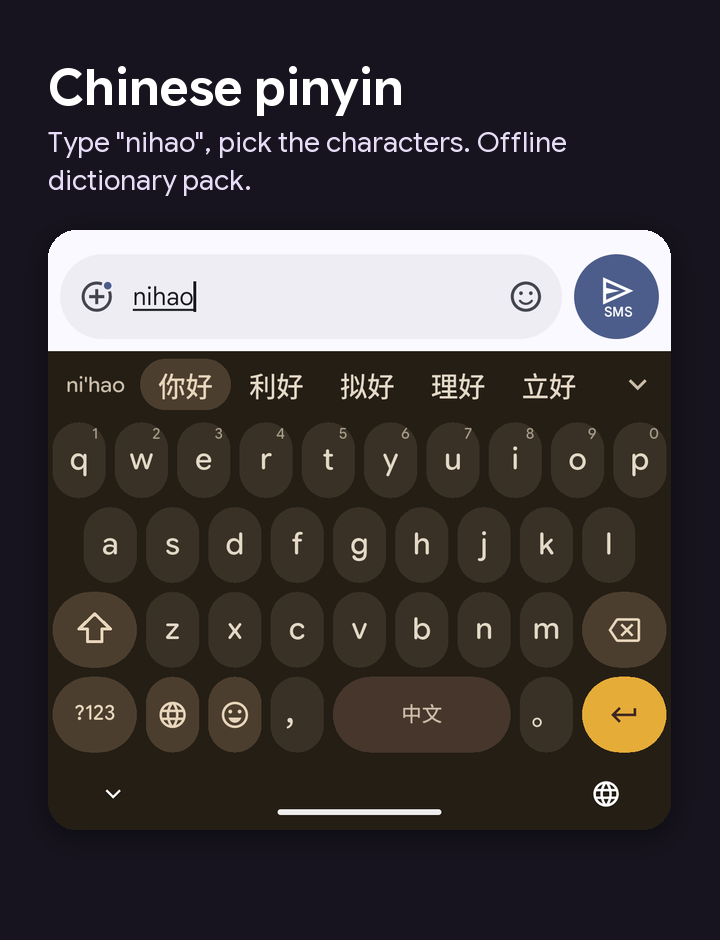 Chinese pinyin
Type "nihao", pick the characters. Offline
dictionary pack.
nihao
SMS
ni'hao 你好 利好 拟好 理好 立好
1 2 3 4 5 6 7 8 9 0
q w e r t y u i o p
a s d f g h j k l
z x c v b n m
?123 ， 中文 。